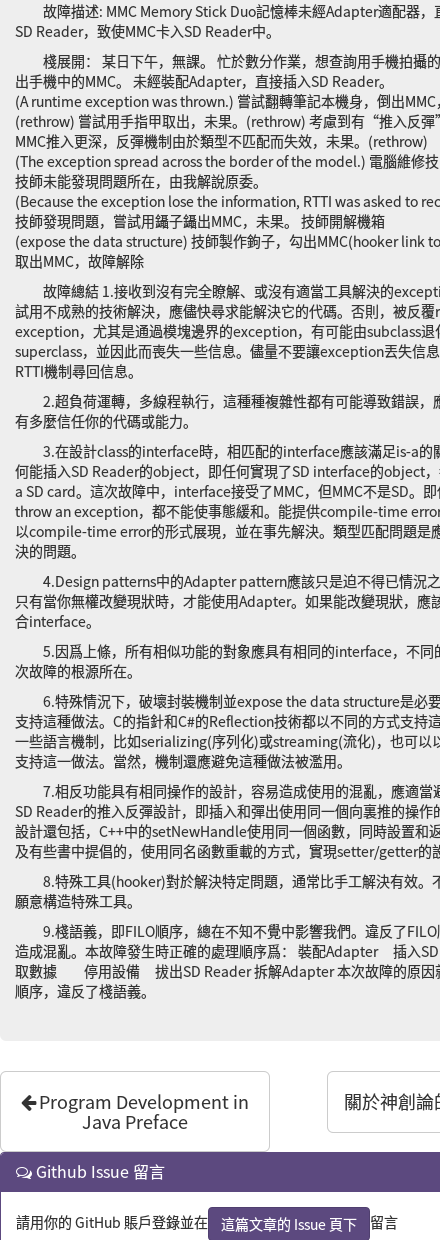 故障描述: MMC Memory Stick Duo記憶棒未經Adapter適配器，
SD Reader，致使MMC卡入SD Reader中。
棧展開： 某日下午，無課。 忙於數分作業，想查詢用手機拍攝的
出手機中的MMC。 未經裝配Adapter，直接插入SD Reader。
(A runtime exception was thrown.) 嘗試翻轉筆記本機身，倒出MMC，
(rethrow) 嘗試用手指甲取出，未果。(rethrow) 考慮到有“推入反彈”
MMC推入更深，反彈機制由於類型不匹配而失效，未果。(rethrow)
(The exception spread across the border of the model.) 電腦維修技
技師未能發現問題所在，由我解說原委。
(Because the exception lose the information, RTTI was asked to rec
技師發現問題，嘗試用鑷子鑷出MMC，未果。 技師開解機箱
(expose the data structure) 技師製作鉤子，勾出MMC(hooker link to
取出MMC，故障解除
故障總結 1.接收到沒有完全瞭解、或沒有適當工具解決的excepti
試用不成熟的技術解決，應儘快尋求能解決它的代碼。否則，被反覆r
exception，尤其是通過模塊邊界的exception，有可能由subclass退化
superclass，並因此而喪失一些信息。儘量不要讓exception丟失信息
RTTI機制尋回信息。
2.超負荷運轉，多線程執行，這種種複雜性都有可能導致錯誤，應
有多麼信任你的代碼或能力。
3.在設計class的interface時，相匹配的interface應該滿足is-a的關
何能插入SD Reader的object，即任何實現了SD interface的object，
a SD card。這次故障中，interface接受了MMC，但MMC不是SD。即
throw an exception，都不能使事態緩和。能提供compile-time error
以compile-time error的形式展現，並在事先解決。類型匹配問題是應
決的問題。
4.Design patterns中的Adapter pattern應該只是迫不得已情況之
只有當你無權改變現狀時，才能使用Adapter。如果能改變現狀，應該
合interface。
5.因爲上條，所有相似功能的對象應具有相同的interface，不同的
次故障的根源所在。
6.特殊情況下，破壞封裝機制並expose the data structure是必要
支持這種做法。C的指針和C#的Reflection技術都以不同的方式支持這
一些語言機制，比如serializing(序列化)或streaming(流化)，也可以以
支持這一做法。當然，機制還應避免這種做法被濫用。
7.相反功能具有相同操作的設計，容易造成使用的混亂，應適當避
SD Reader的推入反彈設計，即插入和彈出使用同一個向裏推的操作的
設計還包括，C++中的setNewHandle使用同一個函數，同時設置和返
及有些書中提倡的，使用同名函數重載的方式，實現setter/getter的設
8.特殊工具(hooker)對於解決特定問題，通常比手工解決有效。不
願意構造特殊工具。
9.棧語義，即FILO順序，總在不知不覺中影響我們。違反了FILO順
造成混亂。本故障發生時正確的處理順序爲： 裝配Adapter 插入SD
取數據 停用設備 拔出SD Reader 拆解Adapter 本次故障的原因就
順序，違反了棧語義。
Program Development in
Java Preface
關於神創論的
Github Issue 留言
請用你的 GitHub 賬戶登錄並在 這篇文章的 Issue 頁下 留言